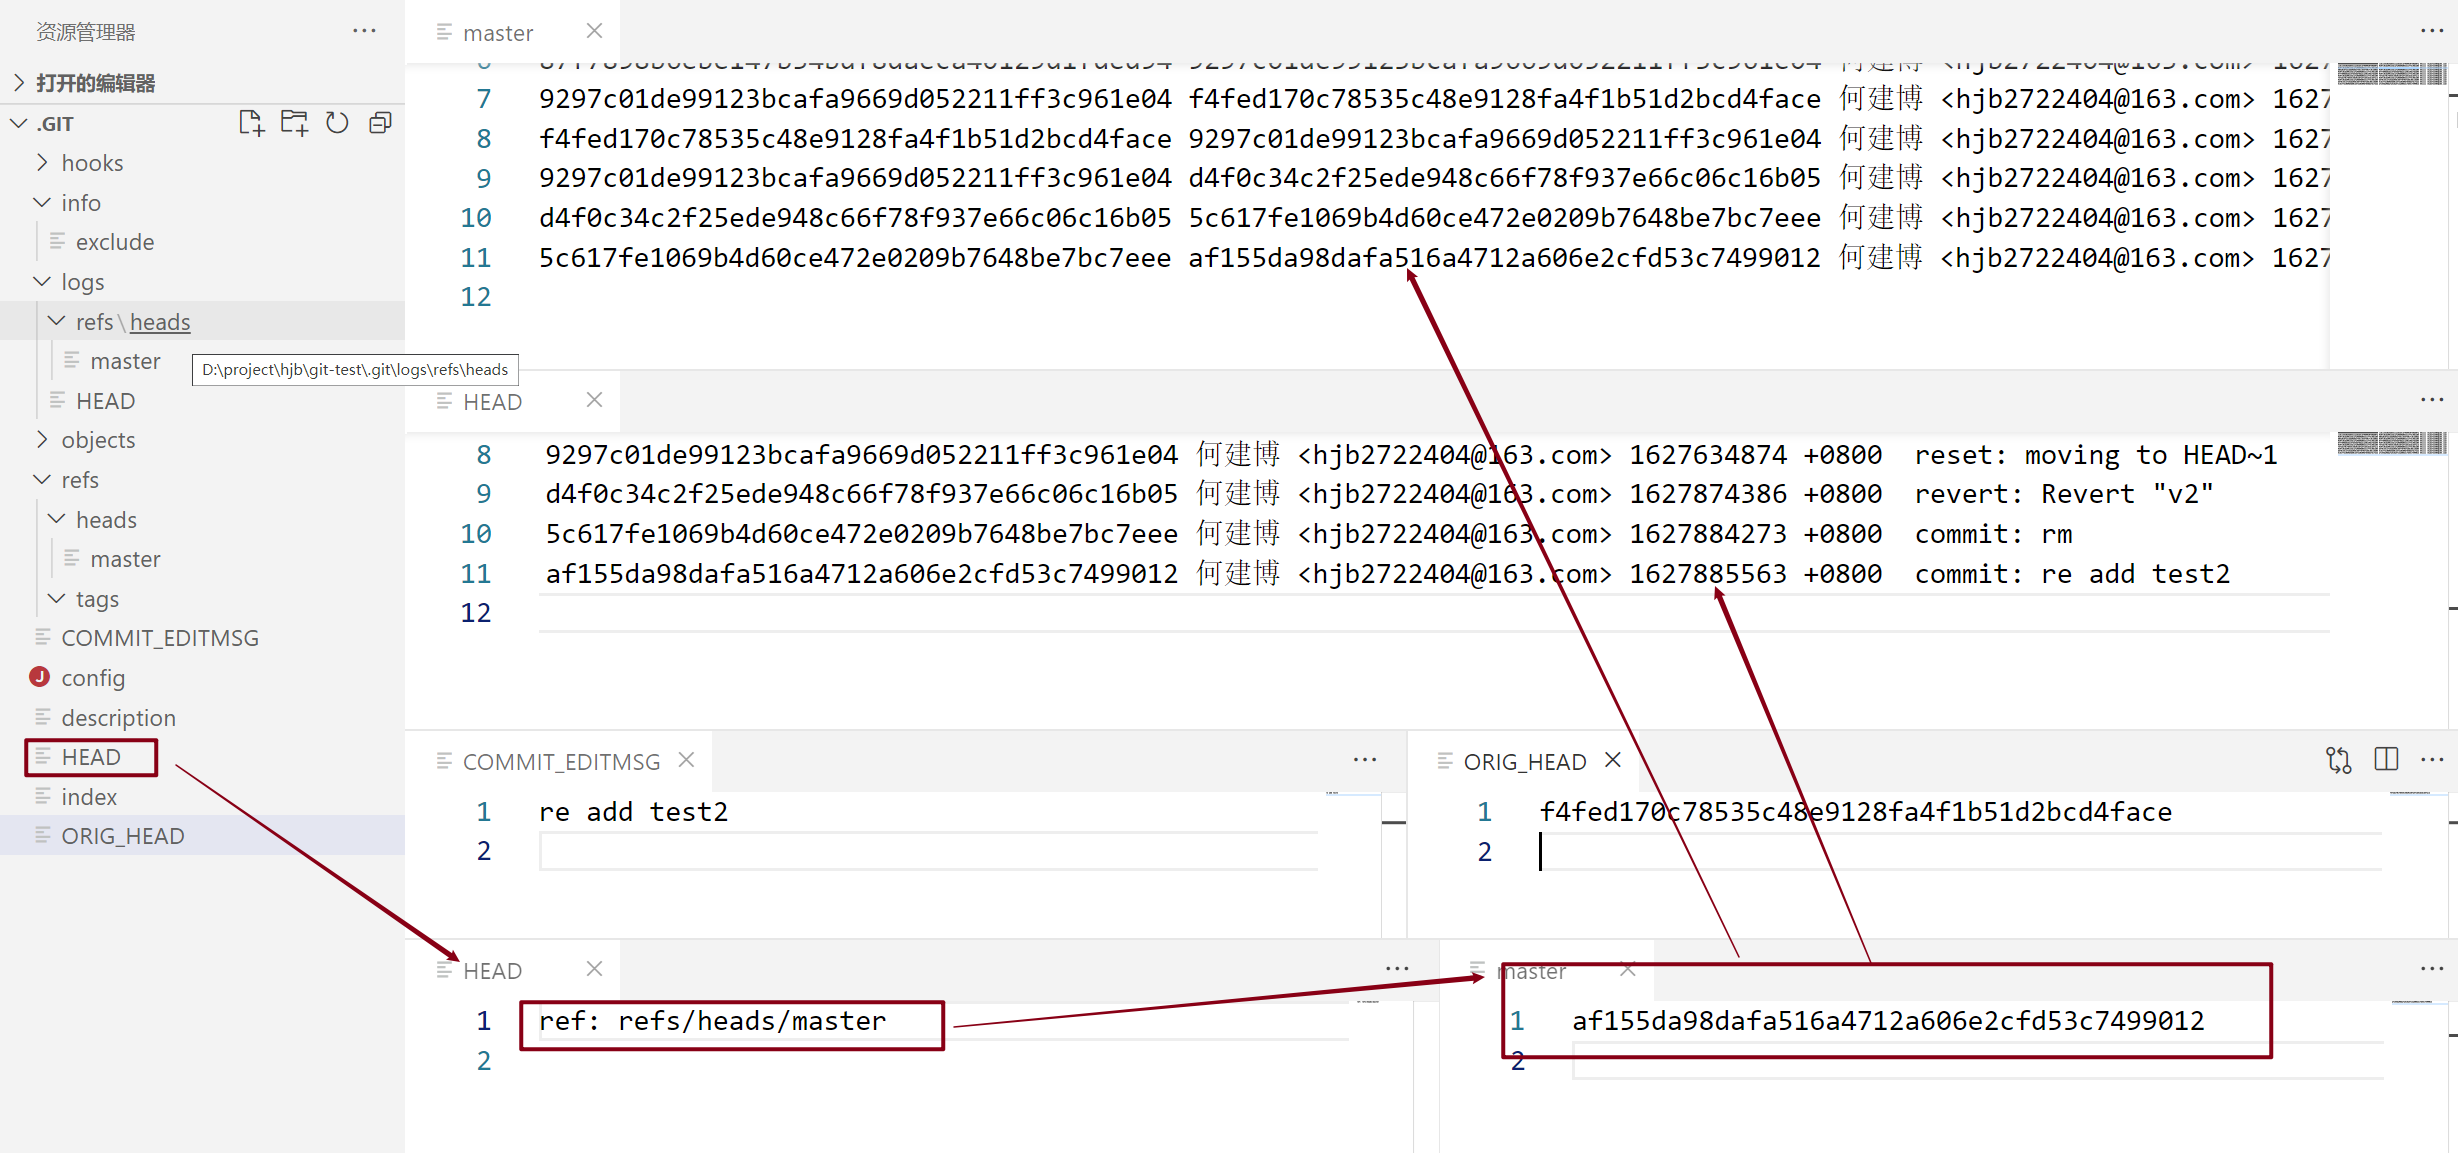 资源管理器
打开的编辑器
.GIT
hooks
info
exclude
logs
refs\heads
master
D:\project\hjb\git-test\.git\logs\refs\heads
HEAD
objects
refs
heads
master
tags
COMMIT_EDITMSG
config
description
HEAD
index
ORIG_HEAD
master
7 9297c01de99123bcafa9669d052211ff3c961e04 f4fed170c78535c48e9128fa4f1b51d2bcd4face 何建博 <hjb2722404@163.com> 1627
8 f4fed170c78535c48e9128fa4f1b51d2bcd4face 9297c01de99123bcafa9669d052211ff3c961e04 何建博 <hjb2722404@163.com> 1627
9 9297c01de99123bcafa9669d052211ff3c961e04 d4f0c34c2f25ede948c66f78f937e66c06c16b05 何建博 <hjb2722404@163.com> 1627
10 d4f0c34c2f25ede948c66f78f937e66c06c16b05 5c617fe1069b4d60ce472e0209b7648be7bc7eee 何建博 <hjb2722404@163.com> 1627
11 5c617fe1069b4d60ce472e0209b7648be7bc7eee af155da98dafa516a4712a606e2cfd53c7499012 何建博 <hjb2722404@163.com> 1627
12
HEAD
8 9297c01de99123bcafa9669d052211ff3c961e04 何建博 <hjb2722404@163.com> 1627634874 +0800 reset: moving to HEAD~1
9 d4f0c34c2f25ede948c66f78f937e66c06c16b05 何建博 <hjb2722404@163.com> 1627874386 +0800 revert: Revert "v2"
10 5c617fe1069b4d60ce472e0209b7648be7bc7eee 何建博 <hjb2722404@163.com> 1627884273 +0800 commit: rm
11 af155da98dafa516a4712a606e2cfd53c7499012 何建博 <hjb2722404@163.com> 1627885563 +0800 commit: re add test2
12
COMMIT_EDITMSG
1 re add test2
2
ORIG_HEAD
1 f4fed170c78535c48e9128fa4f1b51d2bcd4face
2
HEAD
1 ref: refs/heads/master
2
master
1 af155da98dafa516a4712a606e2cfd53c7499012
2